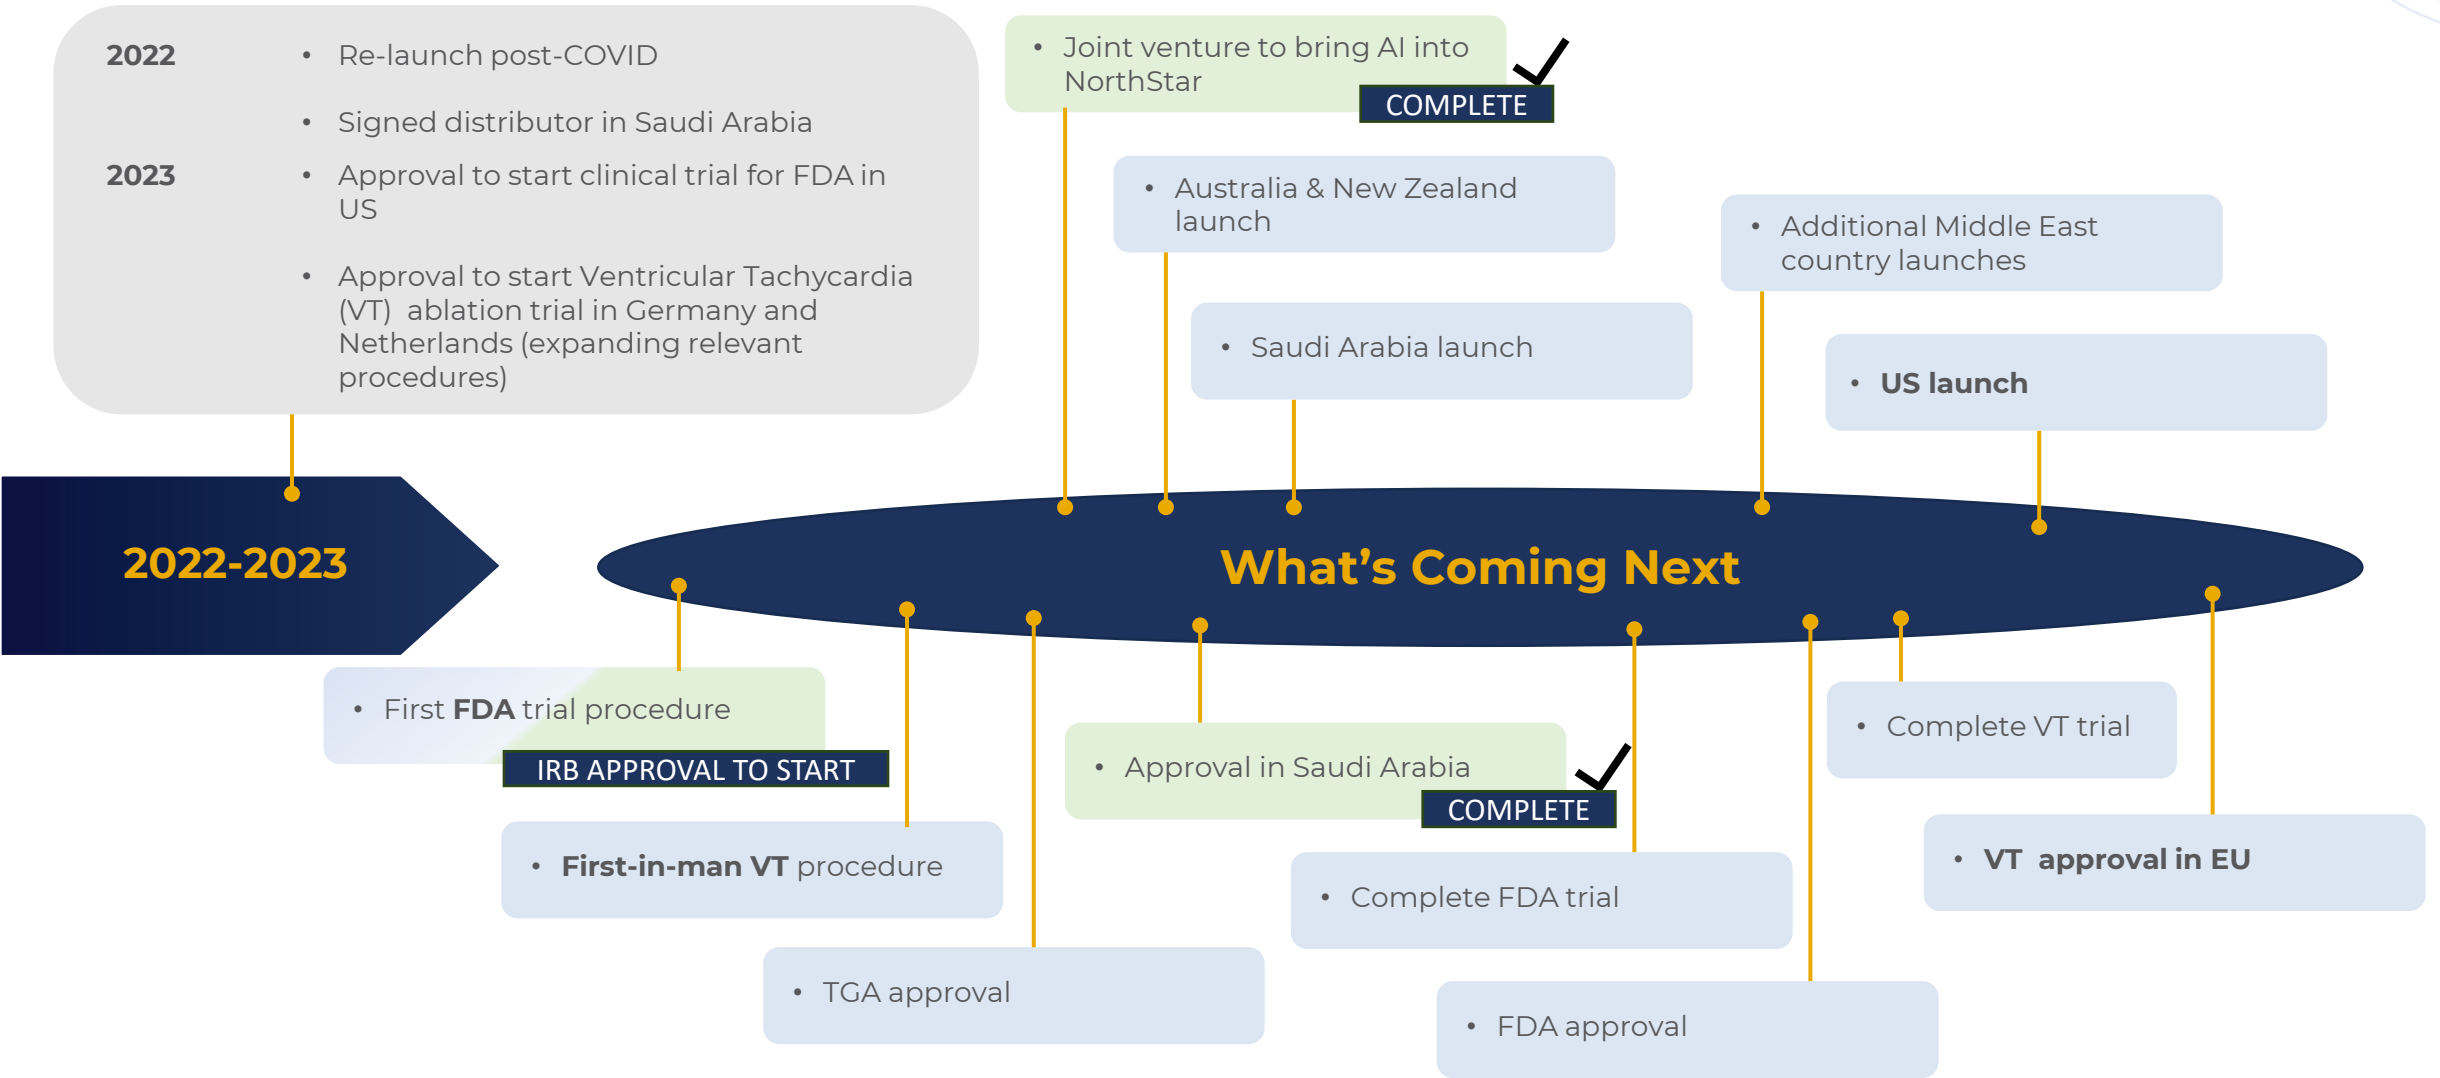 2022
• Re-launch post-COVID
• Signed distributor in Saudi Arabia
2023
• Approval to start clinical trial for FDA in
US
• Approval to start Ventricular Tachycardia
(VT) ablation trial in Germany and
Netherlands (expanding relevant
procedures)
• Joint venture to bring AI into
NorthStar
COMPLETE
• Australia & New Zealand
launch
• Saudi Arabia launch
• Additional Middle East
country launches
• US launch
2022-2023
What's Coming Next
• First FDA trial procedure
IRB APPROVAL TO START
• First-in-man VT procedure
• TGA approval
• Approval in Saudi Arabia
COMPLETE
• Complete FDA trial
• FDA approval
• Complete VT trial
• VT approval in EU